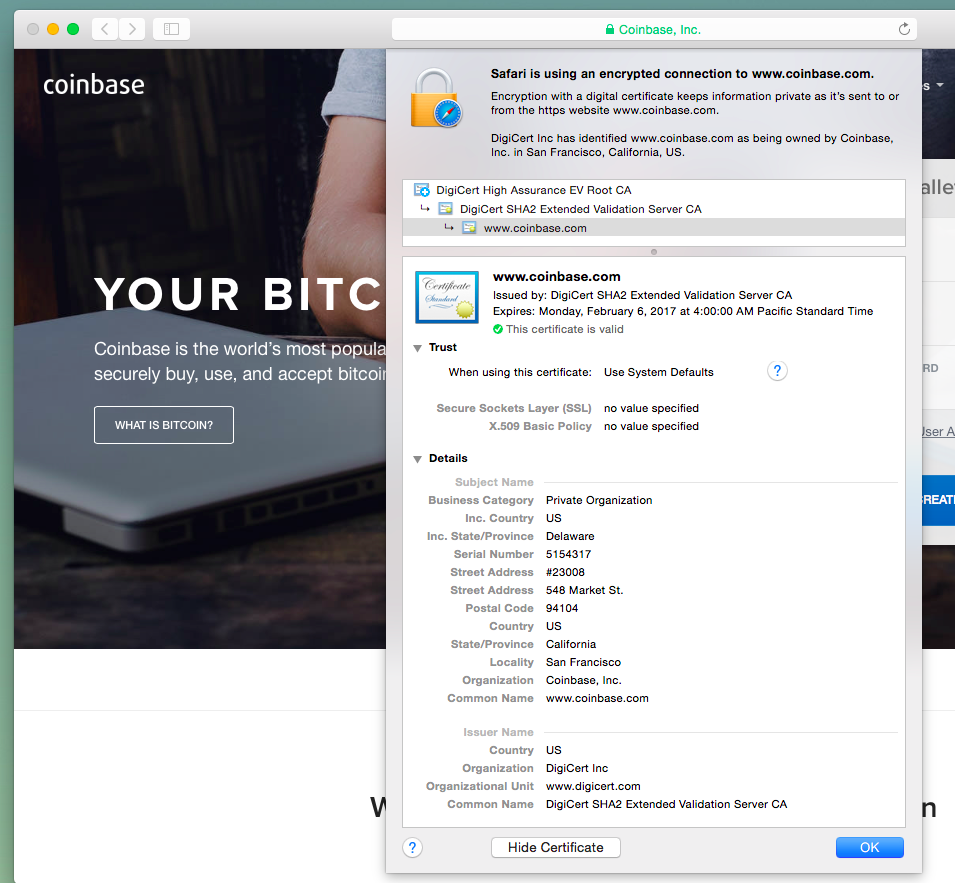 Coinbase, Inc.
coinbase
Safari is using an encrypted connection to www.coinbase.com.
Encryption with a digital certificate keeps information private as it's sent to or
from the https website www.coinbase.com.
DigiCert Inc has identified www.coinbase.com as being owned by Coinbase,
Inc. in San Francisco, California, US.
DigiCert High Assurance EV Root CA
DigiCert SHA2 Extended Validation Server CA
www.coinbase.com
Certificate
Standard
www.coinbase.com
Issued by: DigiCert SHA2 Extended Validation Server CA
Expires: Monday, February 6, 2017 at 4:00:00 AM Pacific Standard Time
This certificate is valid
Trust
When using this certificate: Use System Defaults ?
Secure Sockets Layer (SSL) no value specified
X.509 Basic Policy no value specified
Details
Subject Name
Business Category Private Organization
Inc. Country US
Inc. State/Province Delaware
Serial Number 5154317
Street Address #23008
Street Address 548 Market St.
Postal Code 94104
Country US
State/Province California
Locality San Francisco
Organization Coinbase, Inc.
Common Name www.coinbase.com
Issuer Name
Country US
Organization DigiCert Inc
Organizational Unit www.digicert.com
Common Name DigiCert SHA2 Extended Validation Server CA
? Hide Certificate OK
YOUR BITC
Coinbase is the world's most popula
securely buy, use, and accept bitcoin
WHAT IS BITCOIN?